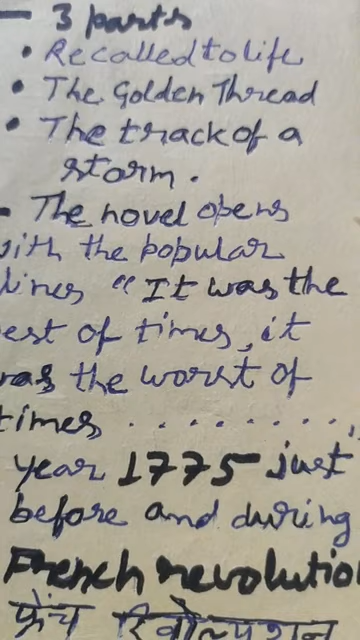 — 3 parts
• Recalled to life
• The Golden Thread
• The track of a
storm.
- The novel opens
with the popular
lines "It was the
est of times, it
was the worst of
times ..........,
year 1775 just
before and during
French revolutio
फ्रेंच रिवोल्यूशन